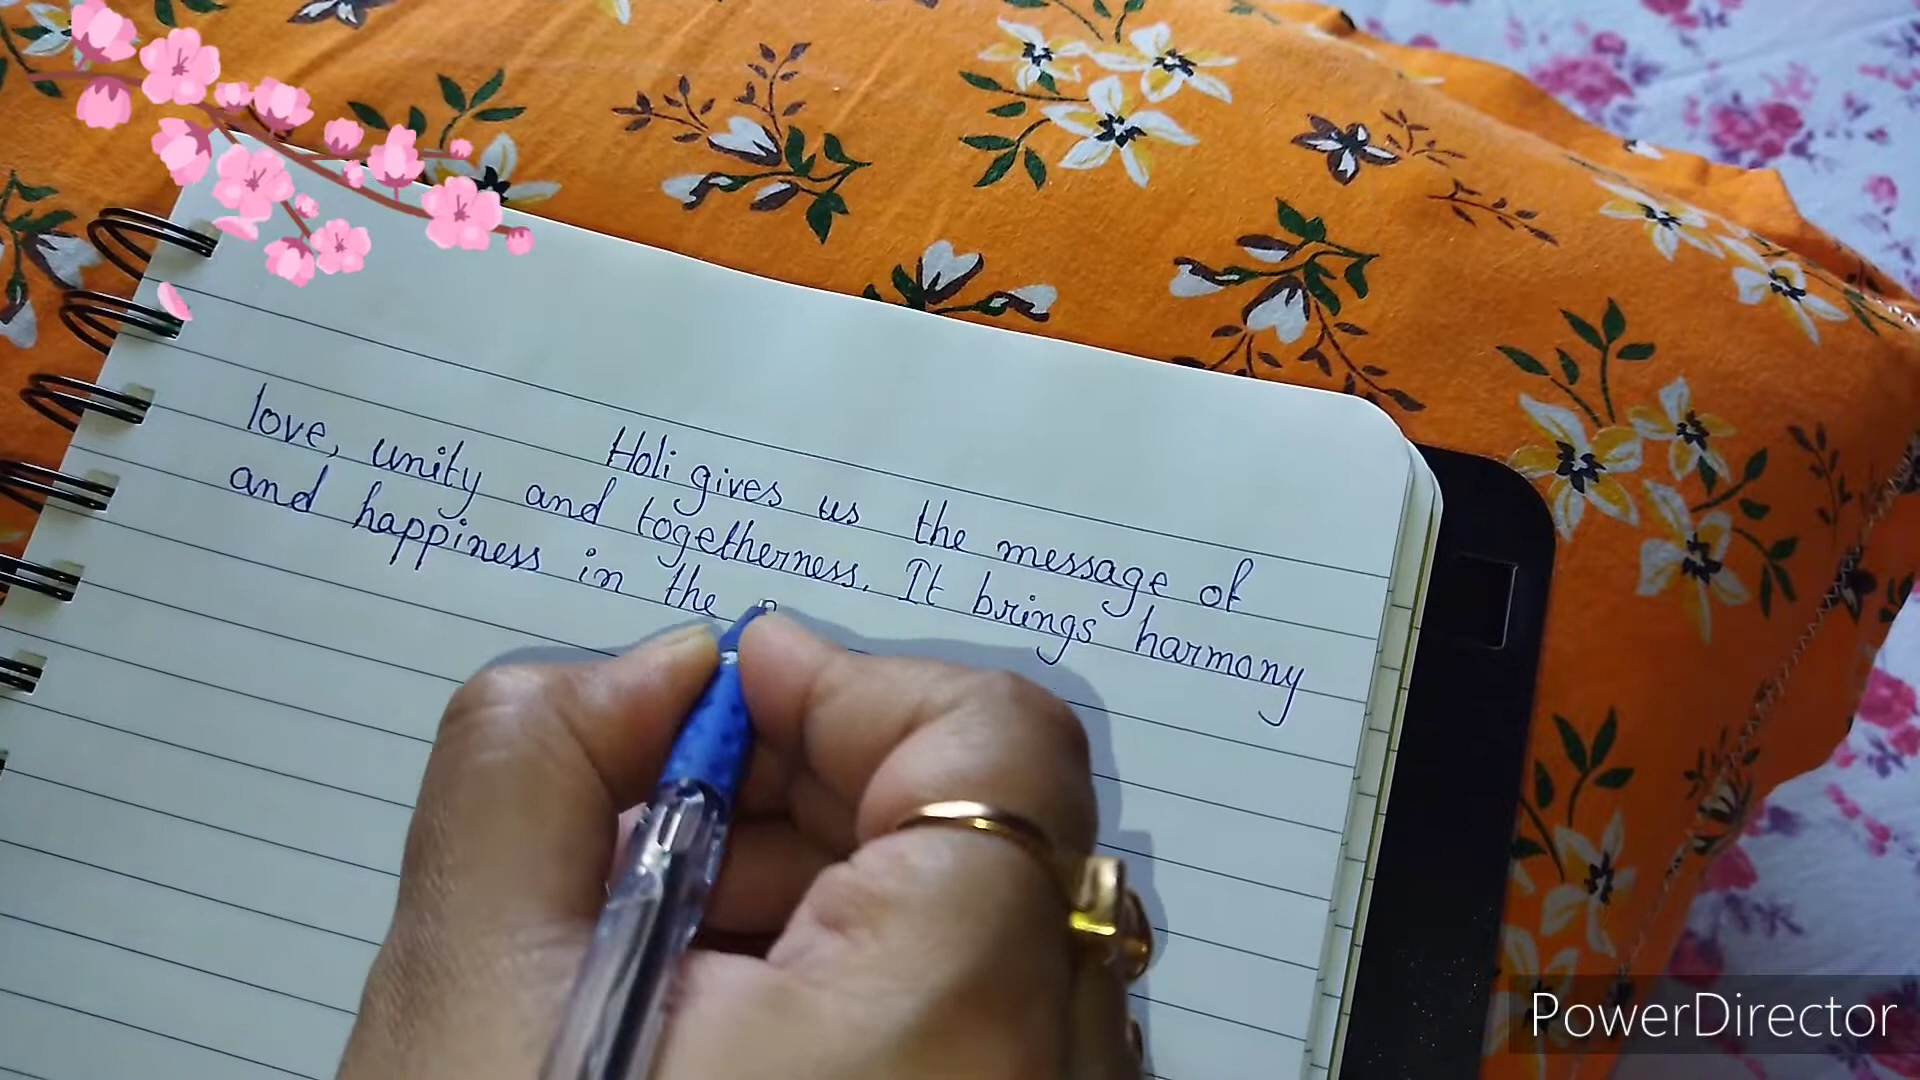 Holi gives us the message of
love, unity and togetherness. It brings harmony
and happiness in the
PowerDirector